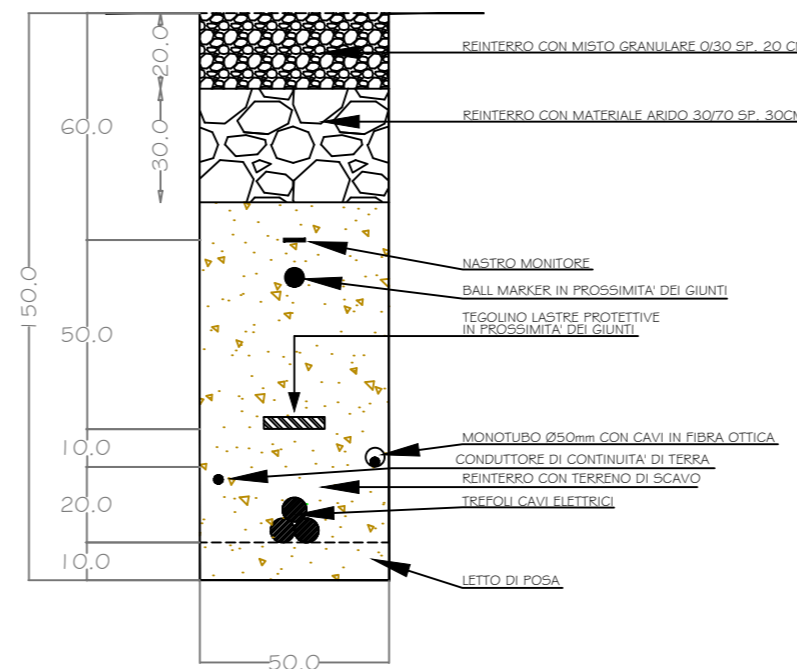 20.0
REINTERRO CON MISTO GRANULARE 0/30 SP. 20 C
REINTERRO CON MATERIALE ARIDO 30/70 SP. 30CM
60.0
30.0
NASTRO MONITORE
BALL MARKER IN PROSSIMITA' DEI GIUNTI
150.0
TEGOLINO LASTRE PROTETTIVE
IN PROSSIMITA' DEI GIUNTI
50.0
MONOTUBO Ø50mm CON CAVI IN FIBRA OTTICA
10.0
CONDUTTORE DI CONTINUITA' DI TERRA
REINTERRO CON TERRENO DI SCAVO
20.0
TREFOLI CAVI ELETTRICI
10.0
LETTO DI POSA
50.0